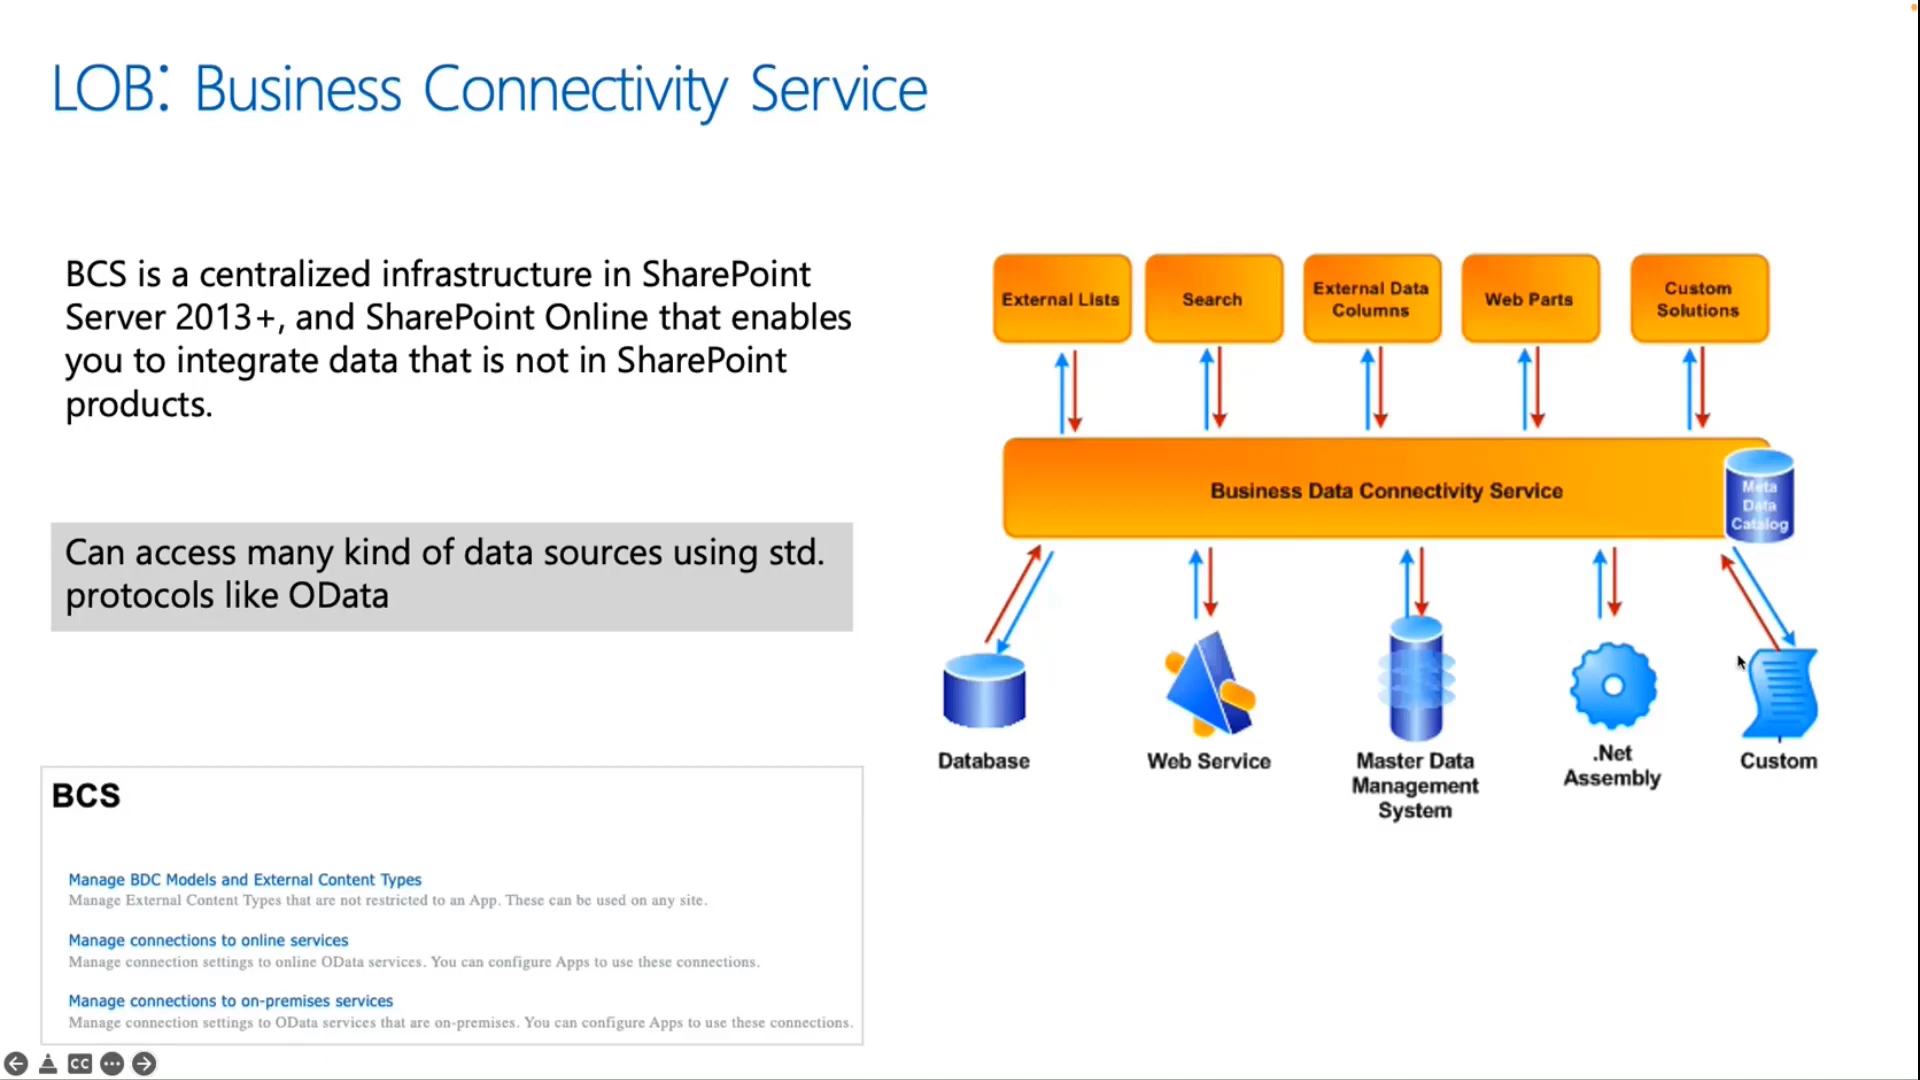 LOB: Business Connectivity Service
BCS is a centralized infrastructure in SharePoint
Server 2013+, and SharePoint Online that enables
you to integrate data that is not in SharePoint
products.
Can access many kind of data sources using std.
protocols like OData
BCS
Manage BDC Models and External Content Types
Manage External Content Types that are not restricted to an App. These can be used on any site.
Manage connections to online services
Manage connection settings to online OData services. You can configure Apps to use these connections.
Manage connections to on-premises services
Manage connection settings to OData services that are on-premises. You can configure Apps to use these connections.
External Lists
Search
External Data
Columns
Web Parts
Custom
Solutions
Business Data Connectivity Service
Meta
Data
Catalog
Database
Web Service
Master Data
Management
System
.Net
Assembly
Custom
CC